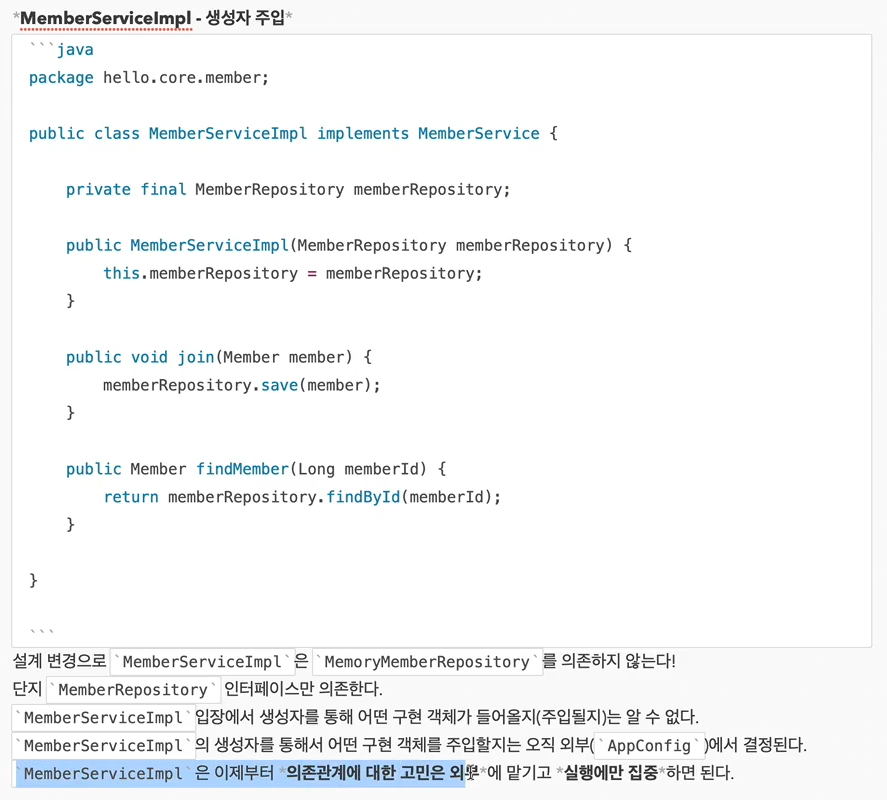 *MemberServiceImpl - 생성자 주입*
```java
package hello.core.member;
public class MemberServiceImpl implements MemberService {
private final MemberRepository memberRepository;
public MemberServiceImpl(MemberRepository memberRepository) {
this.memberRepository = memberRepository;
}
public void join(Member member) {
memberRepository.save(member);
}
public Member findMember(Long memberId) {
return memberRepository.findById(memberId);
}
}
```
설계 변경으로 `MemberServiceImpl`은 `MemoryMemberRepository`를 의존하지 않는다!
단지 `MemberRepository` 인터페이스만 의존한다.
`MemberServiceImpl`입장에서 생성자를 통해 어떤 구현 객체가 들어올지(주입될지)는 알 수 없다.
`MemberServiceImpl`의 생성자를 통해서 어떤 구현 객체를 주입할지는 오직 외부(`AppConfig`)에서 결정된다.
`MemberServiceImpl`은 이제부터 *의존관계에 대한 고민은 외부*에 맡기고 *실행에만 집중*하면 된다.